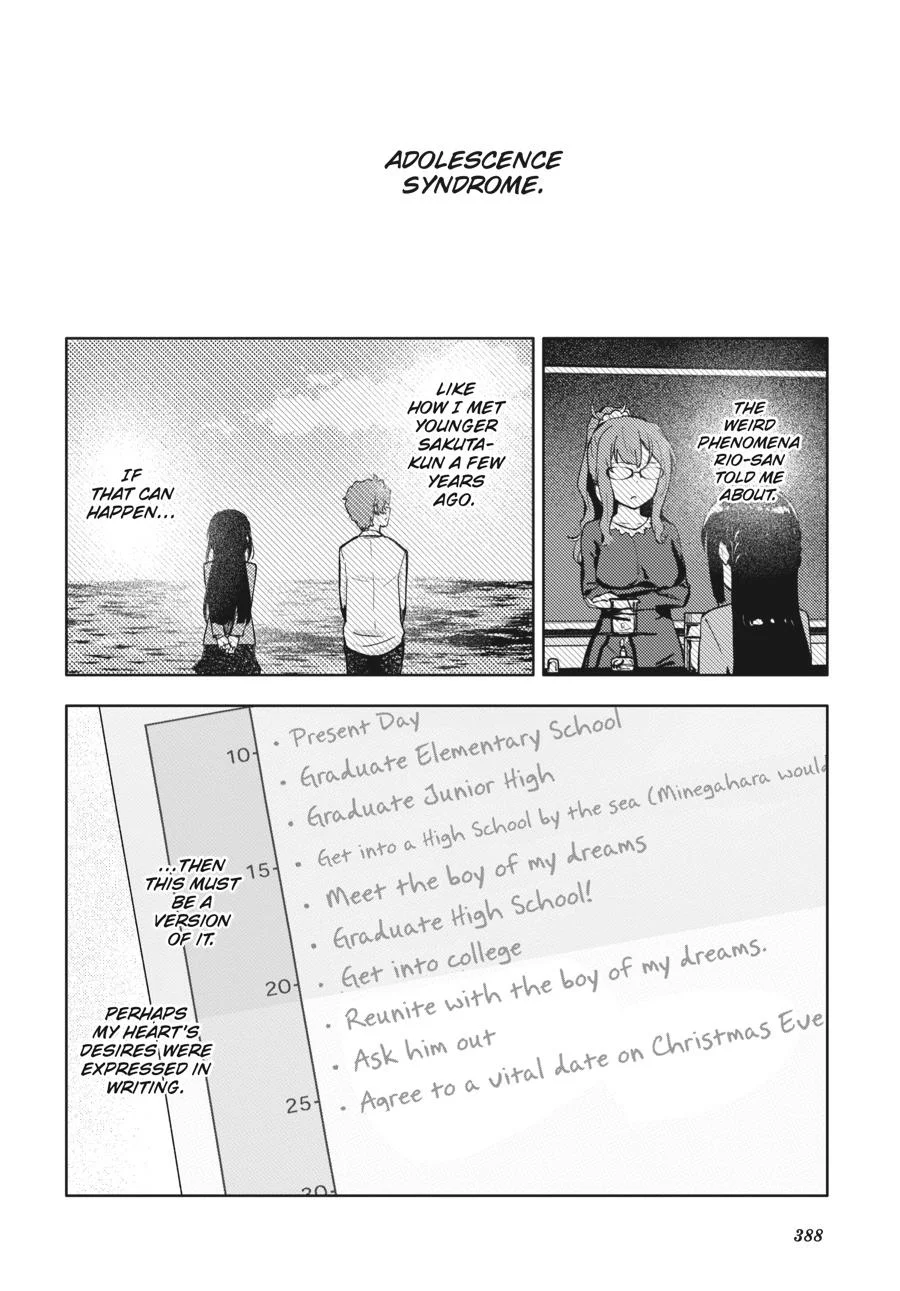 ADOLESCENCE
SYNDROME.
THE
WEIRD
PHENOMENA
RIO-SAN
TOLD ME
ABOUT.
LIKE
HOW I MET
YOUNGER
SAKUTA-
KUN A FEW
YEARS
AGO.
IF
THAT CAN
HAPPEN...
10- • Present Day
• Graduate Elementary School
• Graduate Junior High
15- • Get into a High School by the sea (Minegahara would
• Meet the boy of my dreams
• Graduate High School!
20- • Get into college
• Reunite with the boy of my dreams.
• Ask him out
25- • Agree to a vital date on Christmas Eve
30-
...THEN
THIS MUST
BE A
VERSION
OF IT.
PERHAPS
MY HEART'S
DESIRES WERE
EXPRESSED IN
WRITING.
388